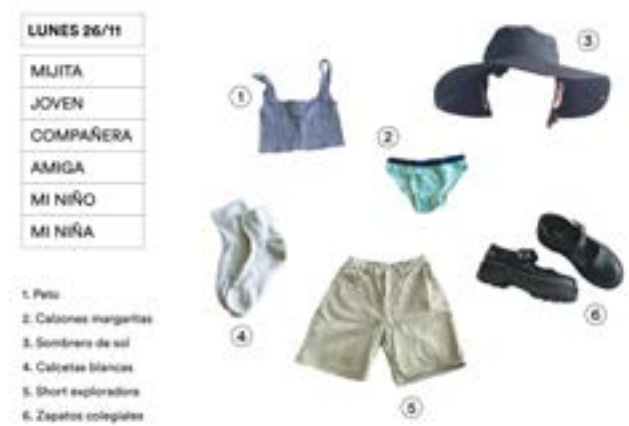 LUNES 26/11
MIJITA
JOVEN
COMPAÑERA
AMIGA
MI NIÑO
MI NIÑA
1. Peto
2. Calzones margaritas
3. Sombrero de sol
4. Calcetas blancas
5. Short exploradora
6. Zapatos colegiales
1
2
3
4
5
6